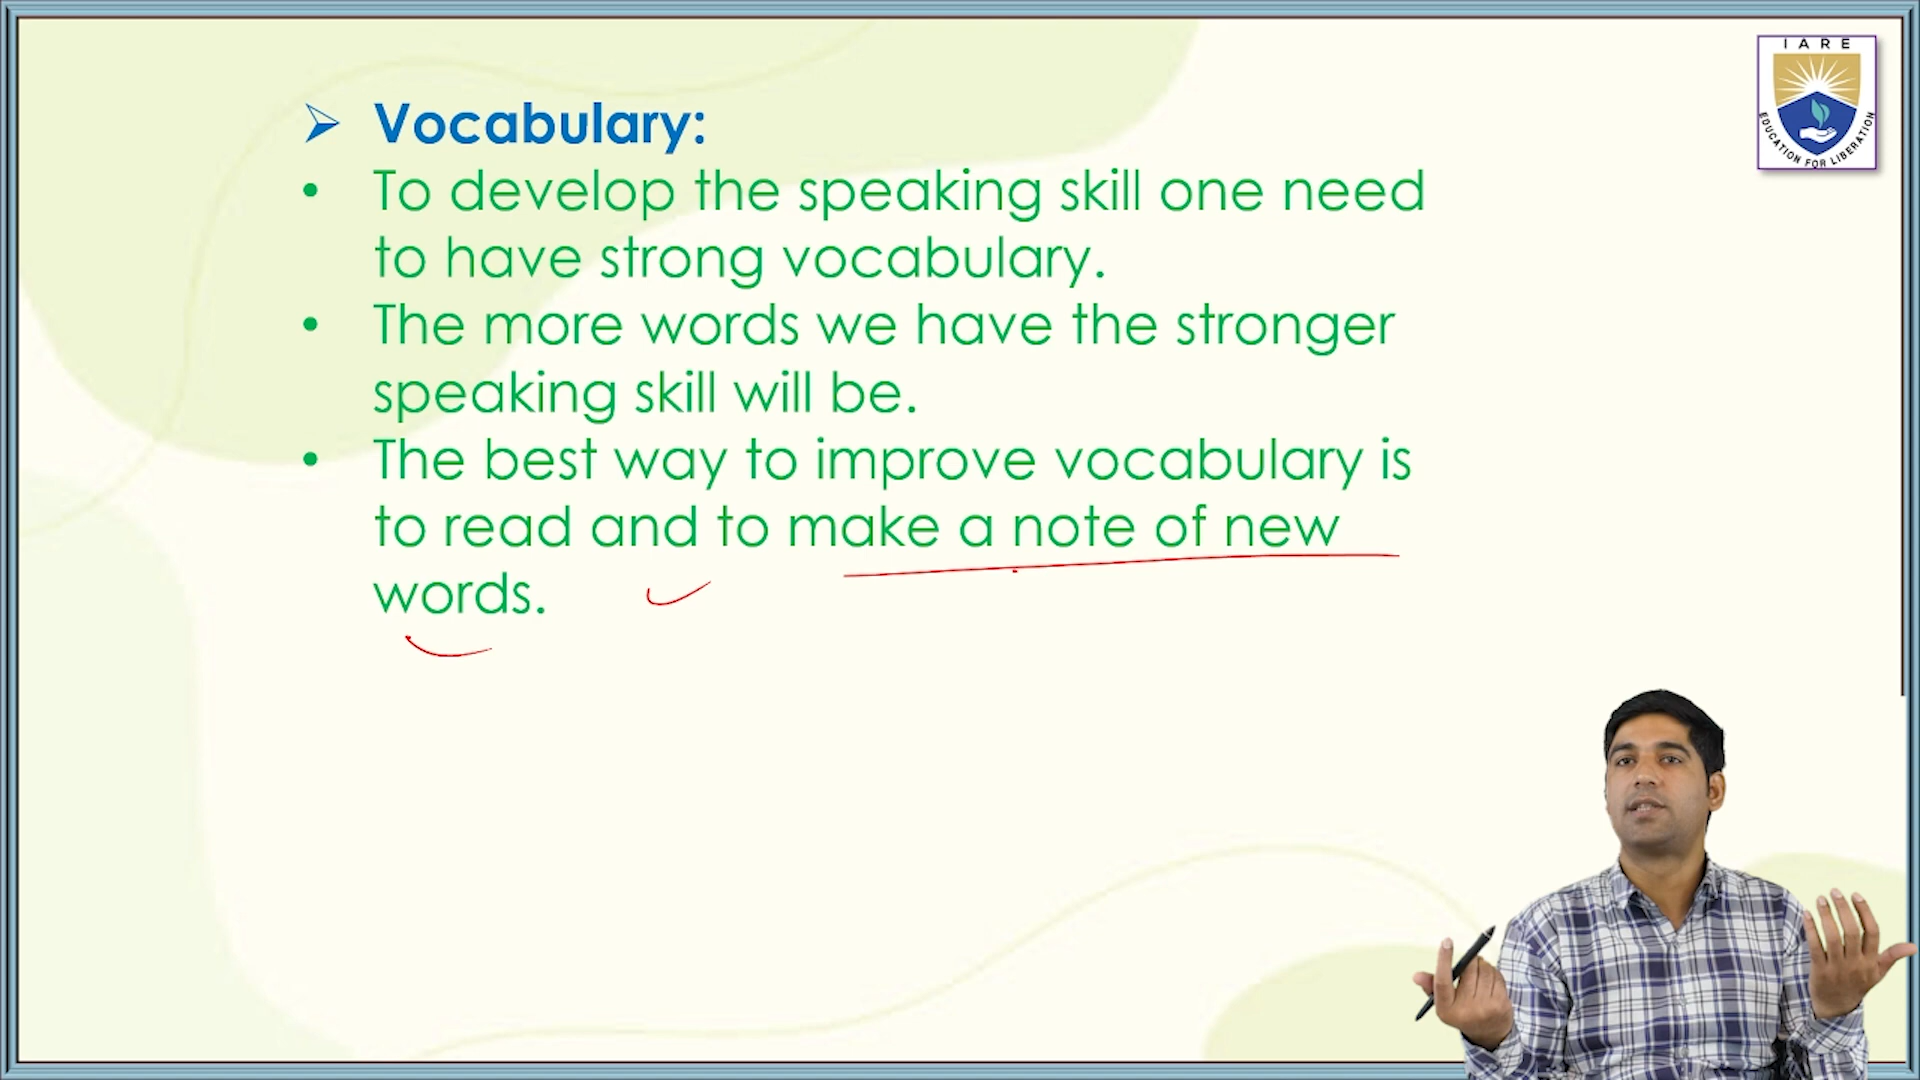 I A R E
EDUCATION FOR LIBERATION
➢ Vocabulary:
• To develop the speaking skill one need
to have strong vocabulary.
• The more words we have the stronger
speaking skill will be.
• The best way to improve vocabulary is
to read and to make a note of new
words.